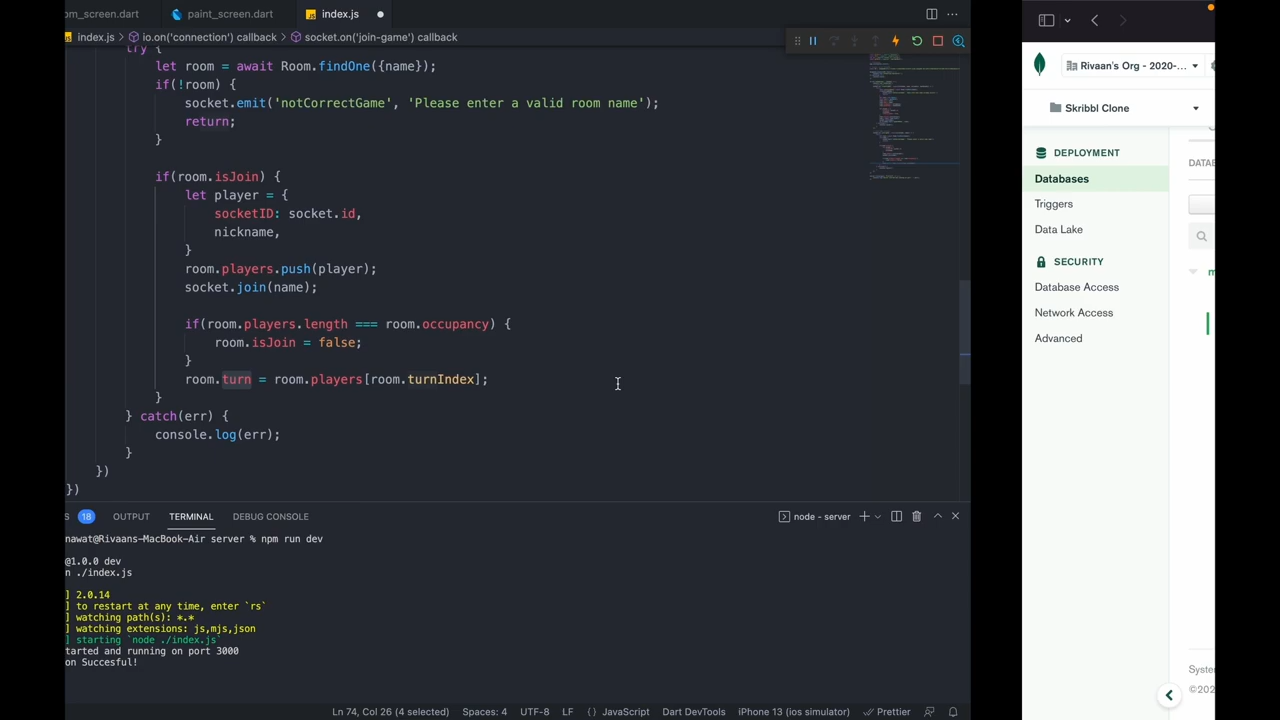 om_screen.dart
paint_screen.dart
JS index.js
JS index.js > io.on('connection') callback > socket.on('join-game') callback
try {
let room = await Room.findOne({name});
if(!room) {
socket.emit('notCorrectGame', 'Please enter a valid room name');
return;
}
if(room.isJoin) {
let player = {
socketID: socket.id,
nickname,
}
room.players.push(player);
socket.join(name);
if(room.players.length === room.occupancy) {
room.isJoin = false;
}
room.turn = room.players[room.turnIndex];
}
} catch(err) {
console.log(err);
}
})
})
S 18 OUTPUT TERMINAL DEBUG CONSOLE
node - server
nawat@Rivaans-MacBook-Air server % npm run dev
@1.0.0 dev
n ./index.js
] 2.0.14
] to restart at any time, enter `rs`
] watching path(s): *.*
] watching extensions: js,mjs,json
] starting `node ./index.js`
tarted and running on port 3000
on Succesful!
Ln 74, Col 26 (4 selected) Spaces: 4 UTF-8 LF {} JavaScript Dart DevTools iPhone 13 (ios simulator) Prettier
Rivaan's Org - 2020-...
Skribbl Clone
DEPLOYMENT
Databases
Triggers
Data Lake
SECURITY
Database Access
Network Access
Advanced
DATAB
m
Syste
©202